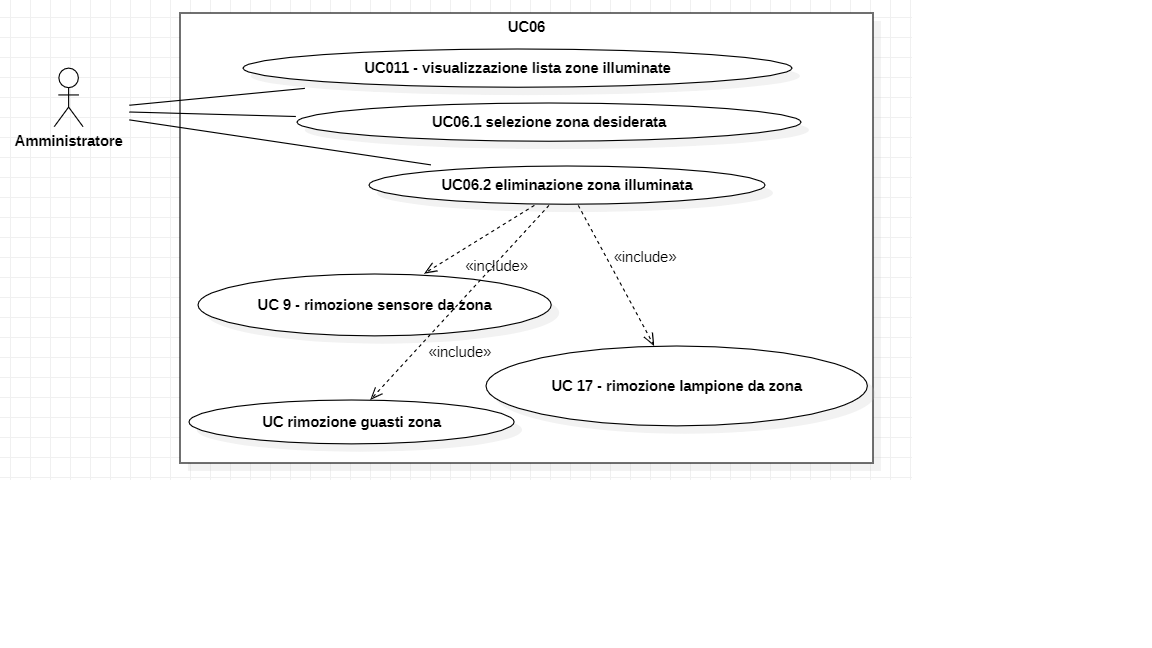 UC06
UC011 - visualizzazione lista zone illuminate
Amministratore
UC06.1 selezione zona desiderata
UC06.2 eliminazione zona illuminata
«include»
«include»
UC 9 - rimozione sensore da zona
«include»
UC 17 - rimozione lampione da zona
UC rimozione guasti zona